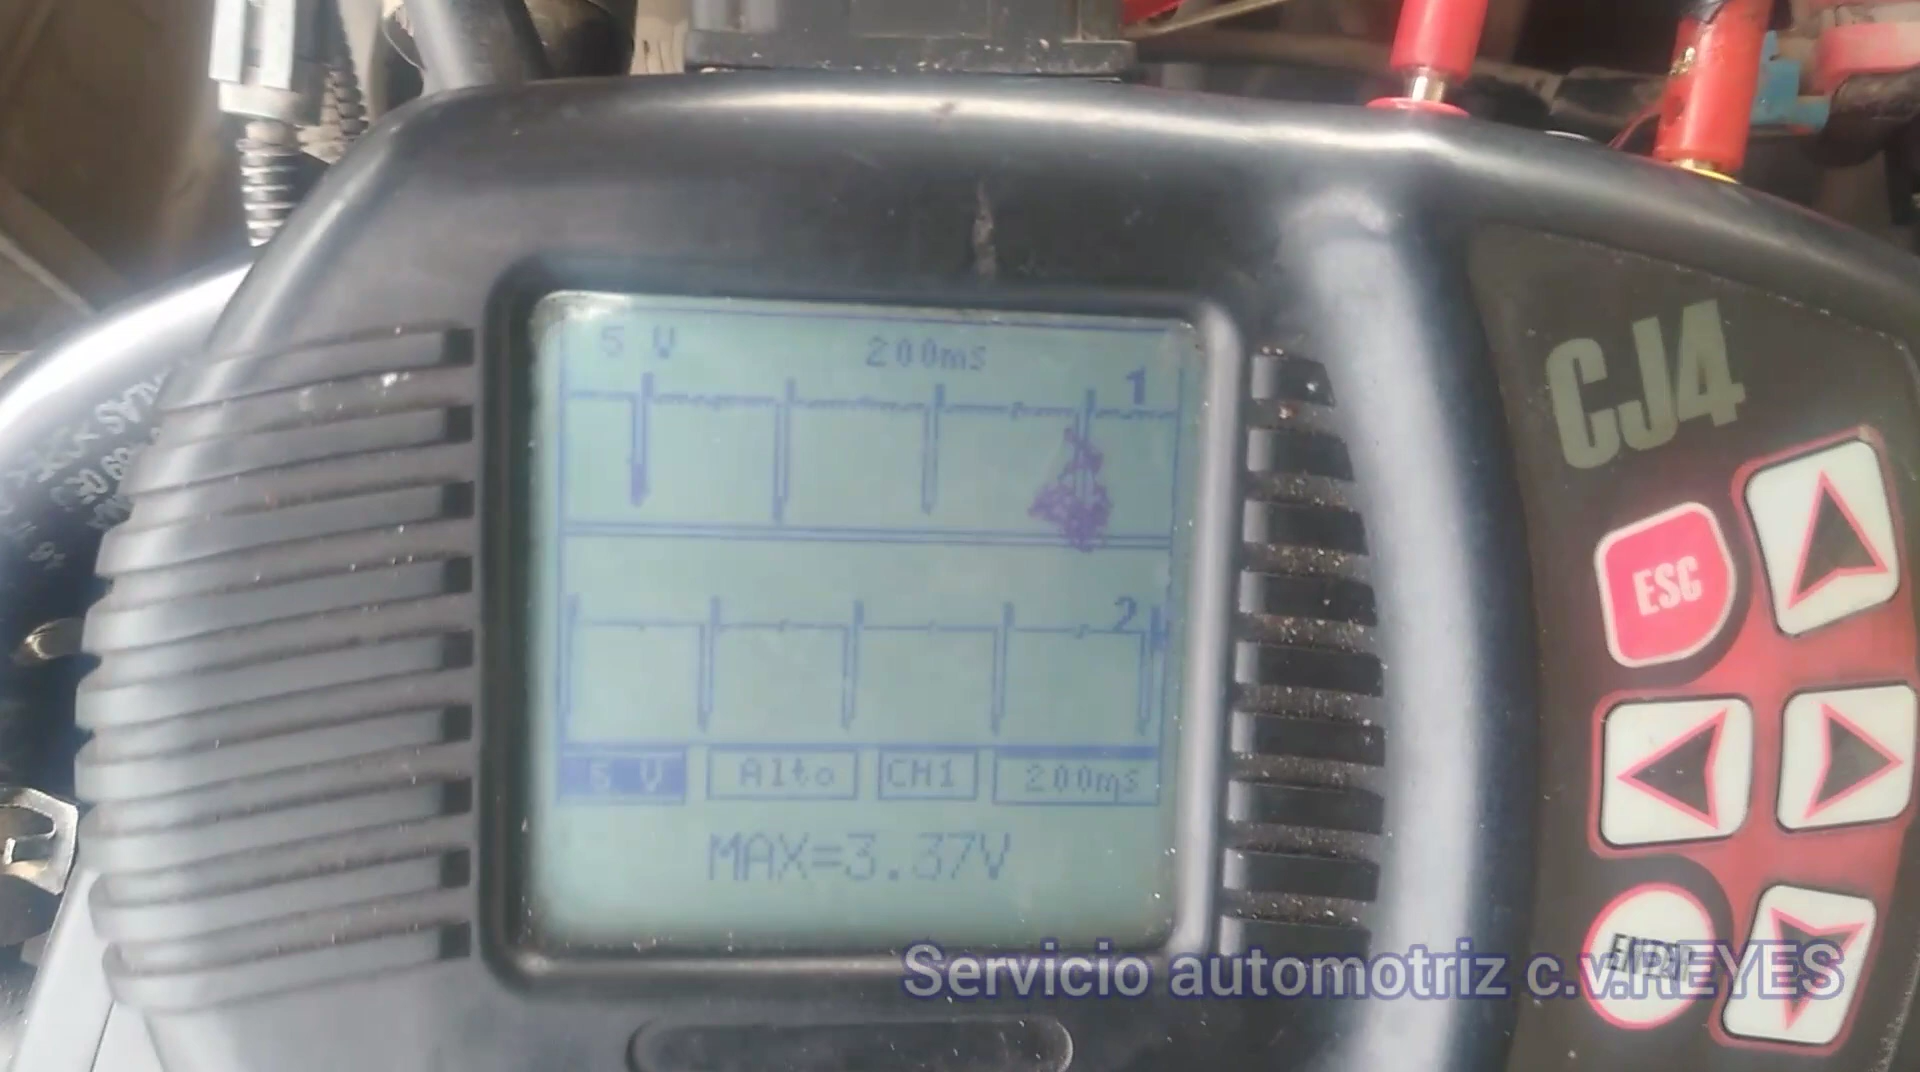 5 V 200ms
1
2
5 V Alto CH1 200ms
MAX=3.37V
CJ4
ESC
Servicio automotriz c.v.REYES